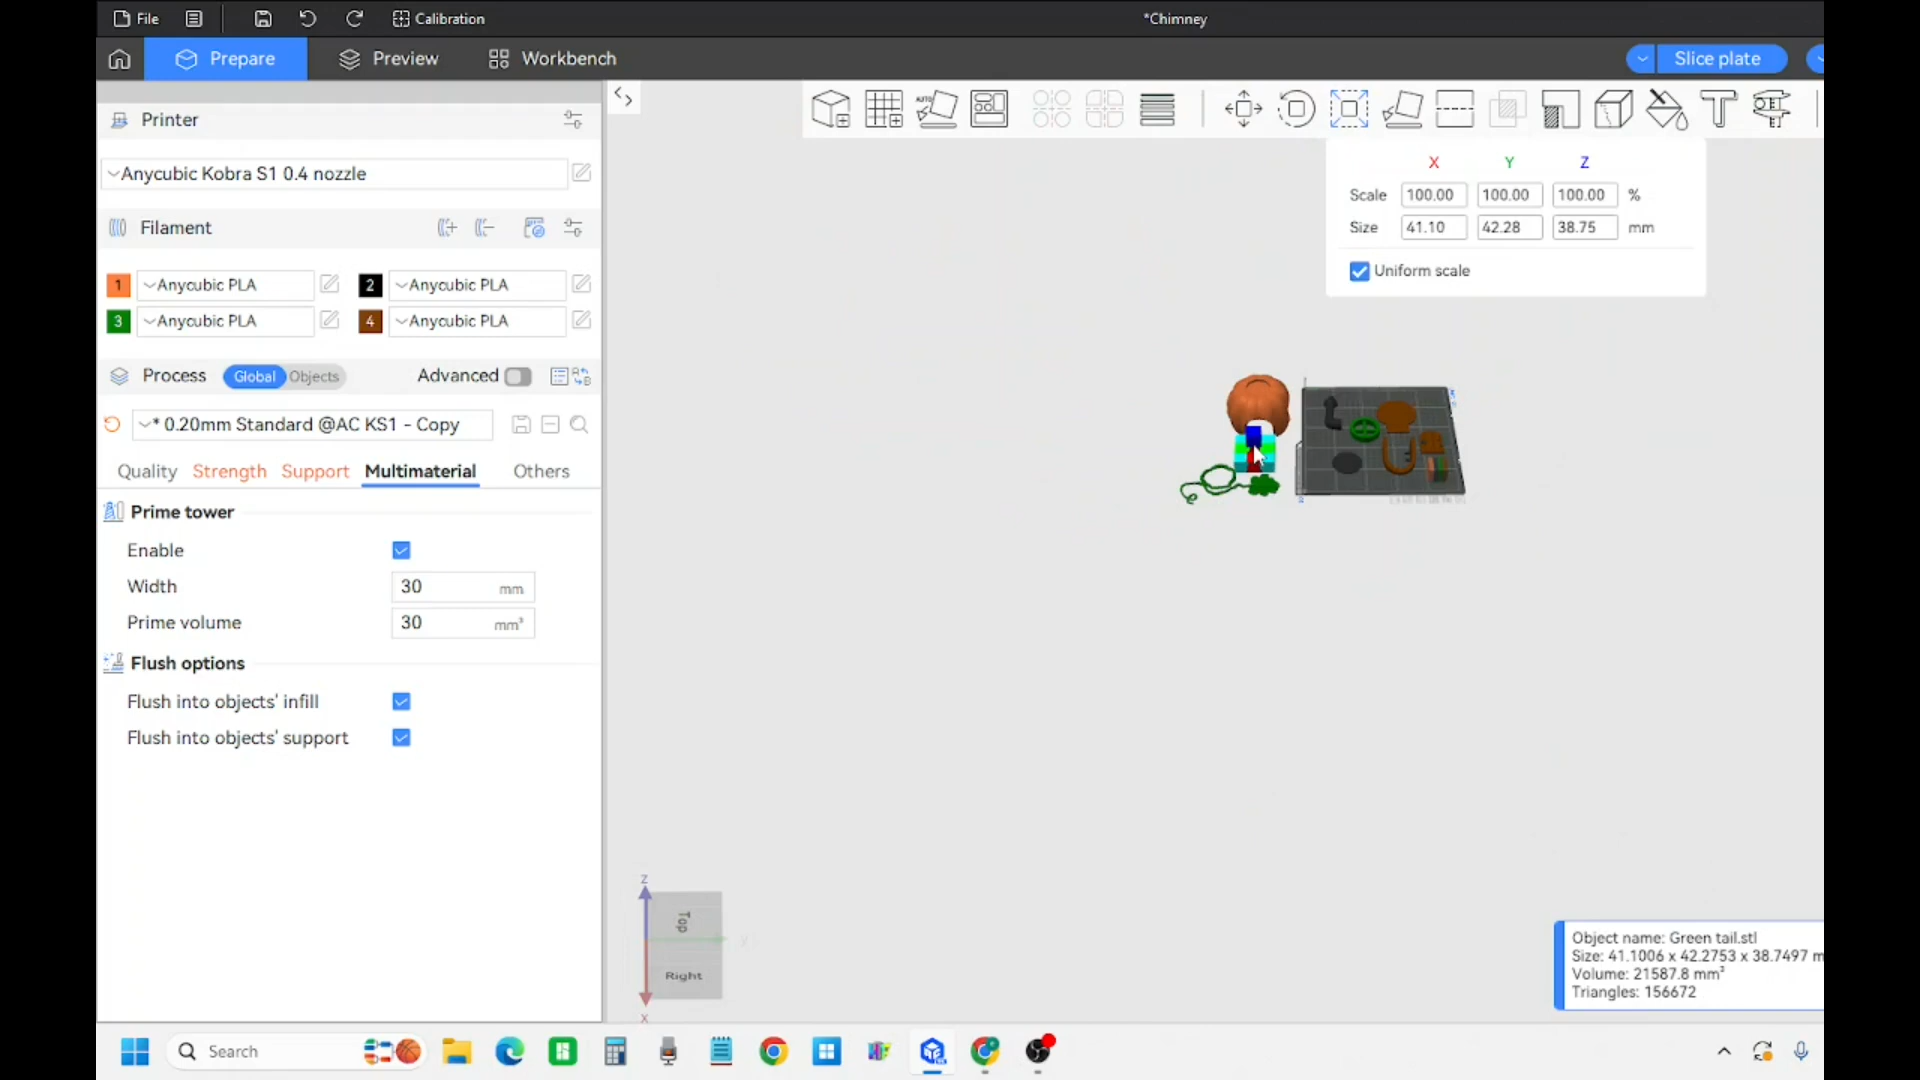 File
Calibration
*Chimney
Prepare
Preview
Workbench
Slice plate
Printer
Anycubic Kobra S1 0.4 nozzle
Filament
1 Anycubic PLA
2 Anycubic PLA
3 Anycubic PLA
4 Anycubic PLA
Process Global Objects Advanced
* 0.20mm Standard @AC KS1 - Copy
Quality Strength Support Multimaterial Others
Prime tower
Enable
Width 30 mm
Prime volume 30 mm³
Flush options
Flush into objects' infill
Flush into objects' support
AUTO
X Y Z
Scale 100.00 100.00 100.00 %
Size 41.10 42.28 38.75 mm
Uniform scale
Z
Top
Y
Right
X
Object name: Green tail.stl
Size: 41.1006 x 42.2753 x 38.7497 m
Volume: 21587.8 mm³
Triangles: 156672
Search